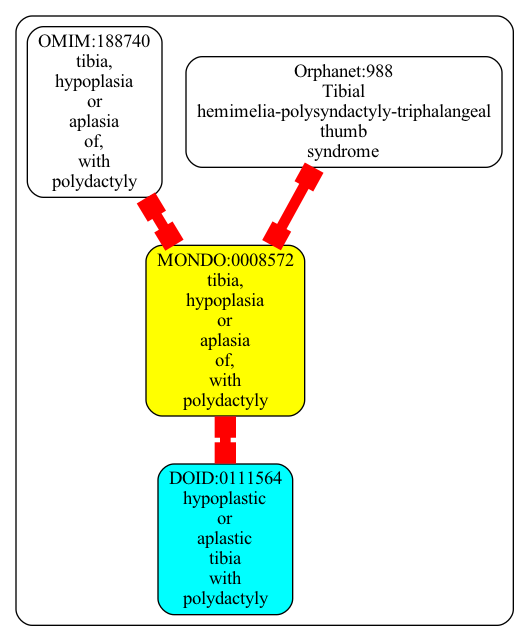 OMIM:188740
tibia,
hypoplasia
or
aplasia
of,
with
polydactyly
Orphanet:988
Tibial
hemimelia-polysyndactyly-triphalangeal
thumb
syndrome
MONDO:0008572
tibia,
hypoplasia
or
aplasia
of,
with
polydactyly
DOID:0111564
hypoplastic
or
aplastic
tibia
with
polydactyly